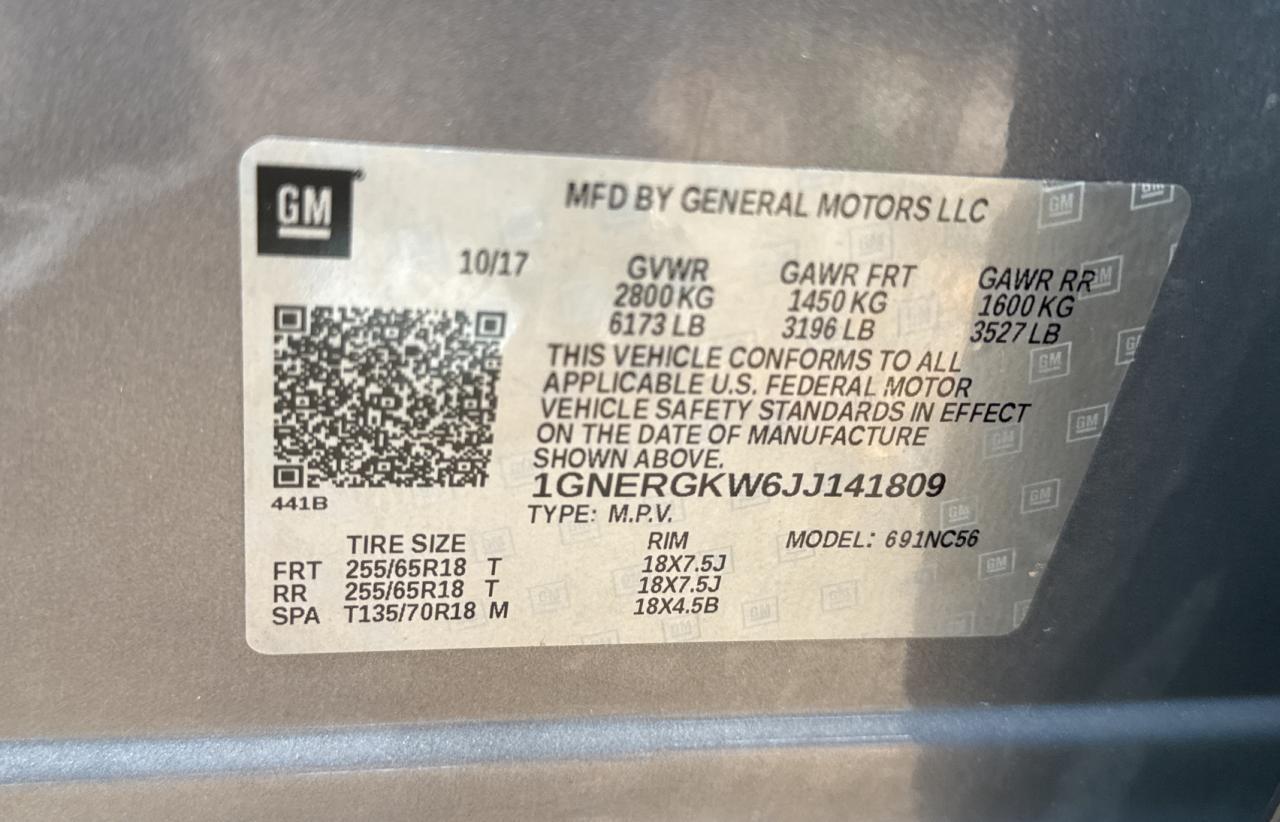 GM
MFD BY GENERAL MOTORS LLC
10/17 GVWR GAWR FRT GAWR RR
2800 KG 1450 KG 1600 KG
6173 LB 3196 LB 3527 LB
THIS VEHICLE CONFORMS TO ALL
APPLICABLE U.S. FEDERAL MOTOR
VEHICLE SAFETY STANDARDS IN EFFECT
ON THE DATE OF MANUFACTURE
SHOWN ABOVE.
1GNERGKW6JJ141809
441B
TYPE: M.P.V.
TIRE SIZE RIM MODEL: 691NC56
FRT 255/65R18 T 18X7.5J
RR 255/65R18 T 18X7.5J
SPA T135/70R18 M 18X4.5B